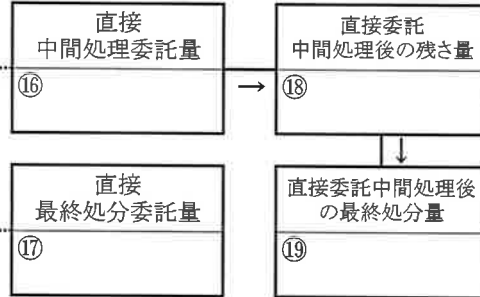 直接
中間処理委託量
⑯
直接委託
中間処理後の残さ量
⑱
直接
最終処分委託量
⑰
直接委託中間処理後
の最終処分量
⑲